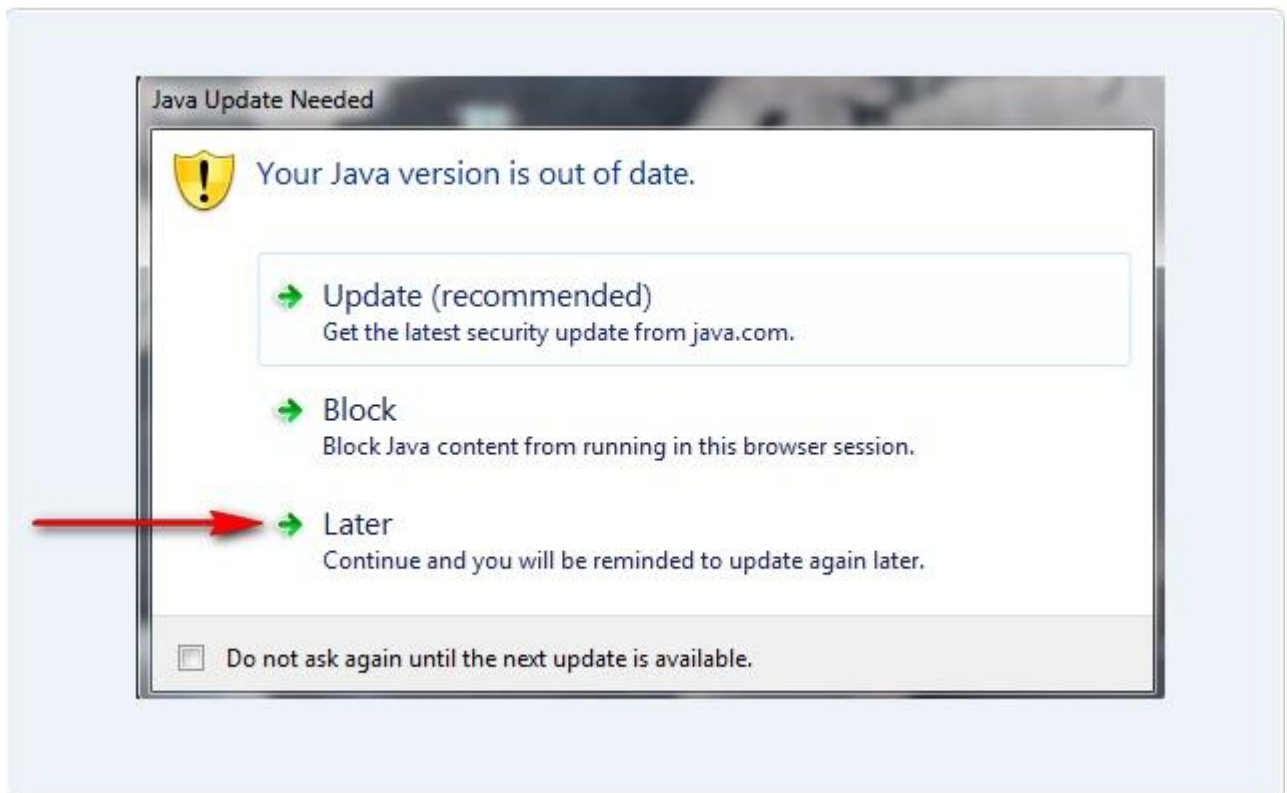 Java Update Needed
Your Java version is out of date.
Update (recommended)
Get the latest security update from java.com.
Block
Block Java content from running in this browser session.
Later
Continue and you will be reminded to update again later.
Do not ask again until the next update is available.